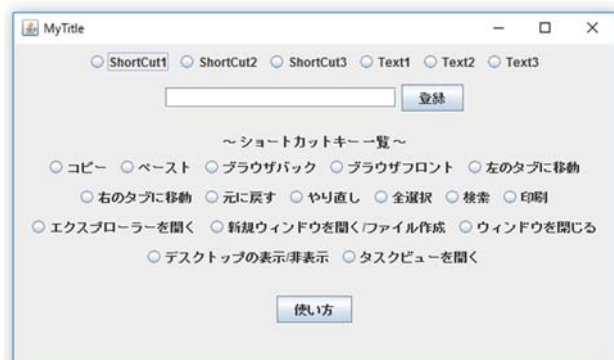 MyTitle
ShortCut1 ShortCut2 ShortCut3 Text1 Text2 Text3
登録
～ ショートカットキー一覧 ～
コピー ペースト ブラウザバック ブラウザフロント 左のタブに移動
右のタブに移動 元に戻す やり直し 全選択 検索 印刷
エクスプローラーを開く 新規ウィンドウを開く/ファイル作成 ウィンドウを閉じる
デスクトップの表示/非表示 タスクビューを開く
使い方